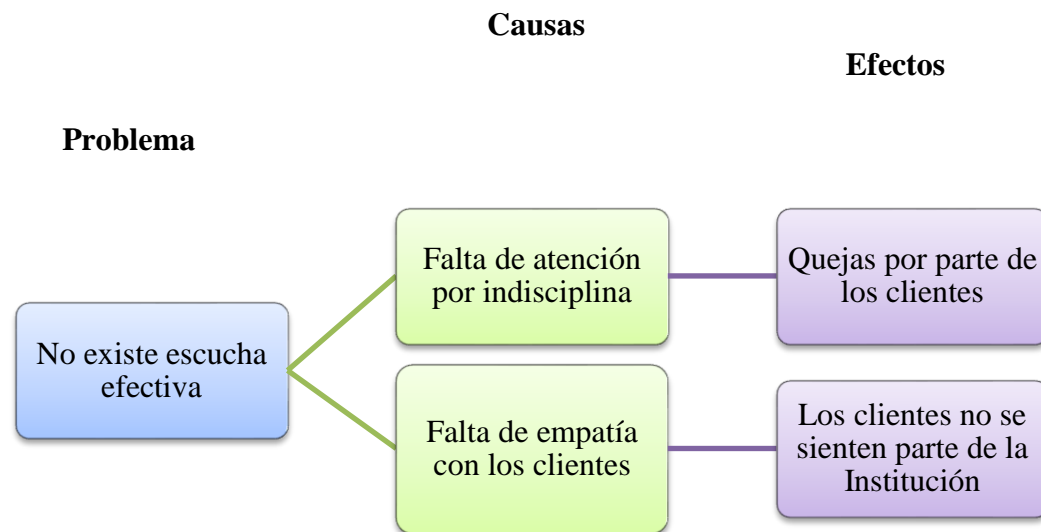 Causas
Efectos
Problema
Falta de atención
por indisciplina
Quejas por parte de
los clientes
No existe escucha
efectiva
Falta de empatía
con los clientes
Los clientes no se
sienten parte de la
Institución